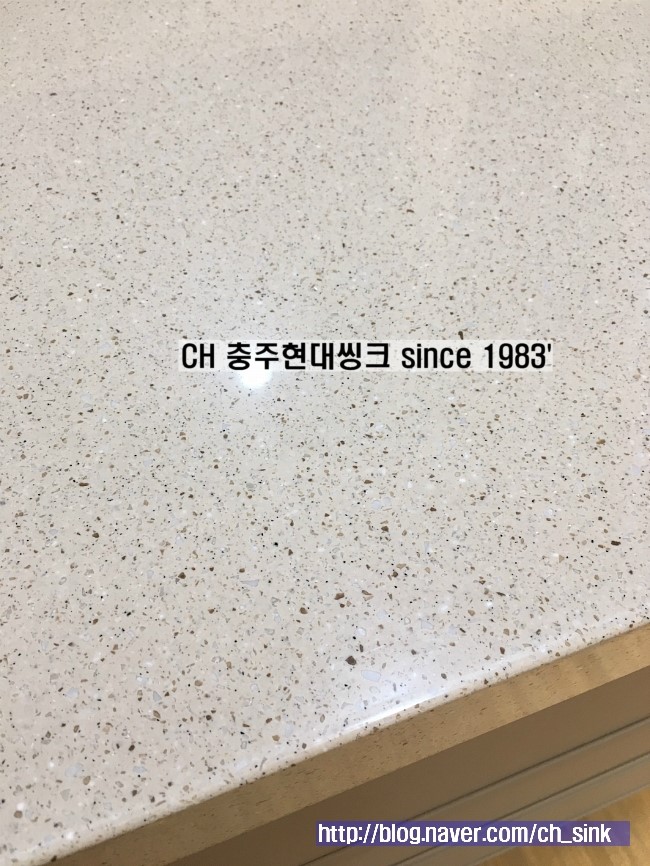 CH 충주현대씽크 since 1983'
http://blog.naver.com/ch_sink